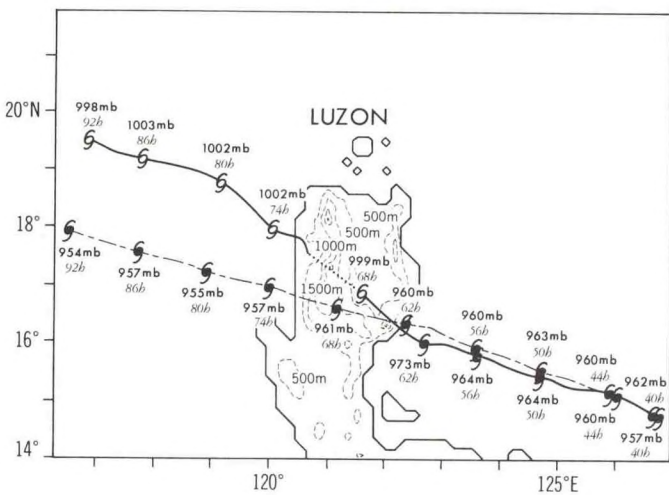 20°N
18°
16°
14°
120°
125°E
LUZON
998mb
92h
1003mb
86h
1002mb
80h
1002mb
74h
999mb
68h
500m
500m
1000m
1500m
500m
954mb
92h
957mb
86h
955mb
80h
957mb
74h
961mb
68h
960mb
62h
973mb
62h
960mb
56h
964mb
56h
963mb
50h
964mb
50h
960mb
44h
960mb
44h
962mb
40h
957mb
40h